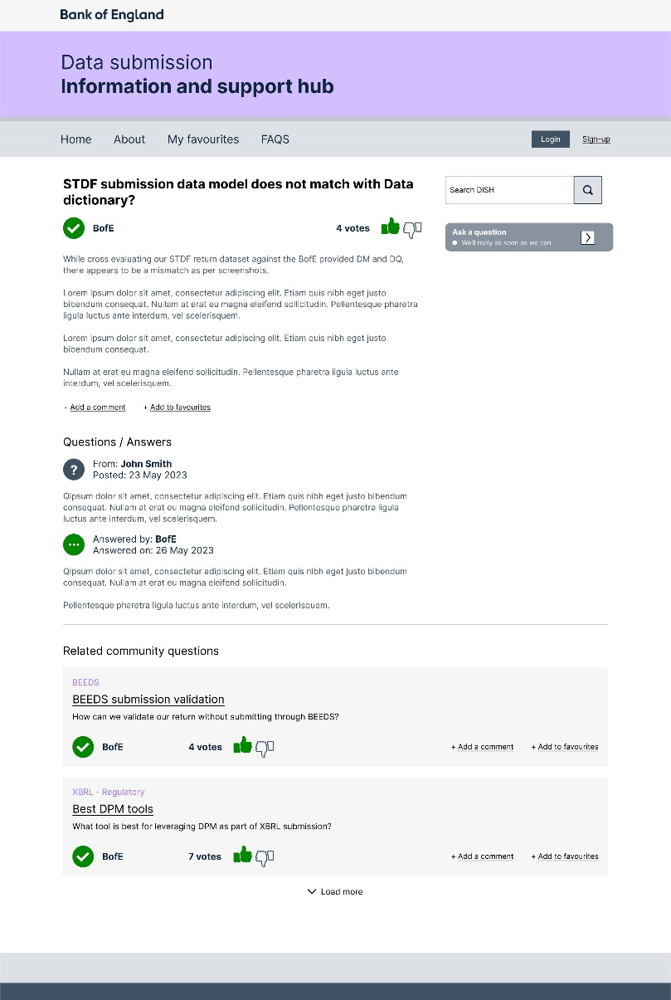 Bank of England
Data submission
Information and support hub
Home About My favourites FAQS Login Sign-up
STDF submission data model does not match with Data
dictionary?
Search DISH
BofE 4 votes
Ask a question
We'll reply as soon as we can
While cross evaluating our STDF return dataset against the BofE provided DM and DQ,
there appears to be a mismatch as per screenshots.
Lorem ipsum dolor sit amet, consectetur adipiscing elit. Etiam quis nibh eget justo
bibendum consequat. Nullam at erat eu magna eleifend sollicitudin. Pellentesque pharetra
ligula luctus ante interdum, vel scelerisquem.
Lorem ipsum dolor sit amet, consectetur adipiscing elit. Etiam quis nibh eget justo
bibendum consequat.
Nullam at erat eu magna eleifend sollicitudin. Pellentesque pharetra ligula luctus ante
interdum, vel scelerisquem.
+ Add a comment + Add to favourites
Questions / Answers
?
From: John Smith
Posted: 23 May 2023
Qipsum dolor sit amet, consectetur adipiscing elit. Etiam quis nibh eget justo bibendum
consequat. Nullam at erat eu magna eleifend sollicitudin. Pellentesque pharetra ligula
luctus ante interdum, vel scelerisquem.
Answered by: BofE
Answered on: 26 May 2023
Qipsum dolor sit amet, consectetur adipiscing elit. Etiam quis nibh eget justo bibendum
consequat. Nullam at erat eu magna eleifend sollicitudin.
Pellentesque pharetra ligula luctus ante interdum, vel scelerisquem.
Related community questions
BEEDS
BEEDS submission validation
How can we validate our return without submitting through BEEDS?
BofE 4 votes + Add a comment + Add to favourites
XBRL - Regulatory
Best DPM tools
What tool is best for leveraging DPM as part of XBRL submission?
BofE 7 votes + Add a comment + Add to favourites
Load more